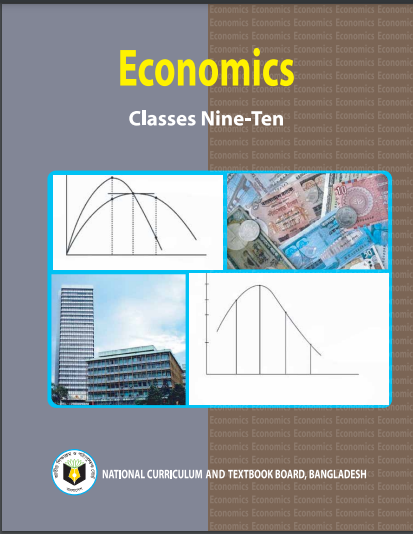 Economics
Classes Nine-Ten
NATIONAL CURRICULUM AND TEXTBOOK BOARD, BANGLADESH